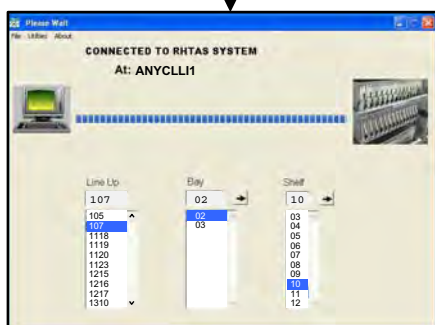 Please Wait
File Utilities About
CONNECTED TO RHTAS SYSTEM
At: ANYCLLI1
Line Up Bay Shelf
107 02 10
105 02 03
107 03 04
1118 05
1119 06
1120 07
1123 08
1215 09
1216 10
1217 11
1310 12